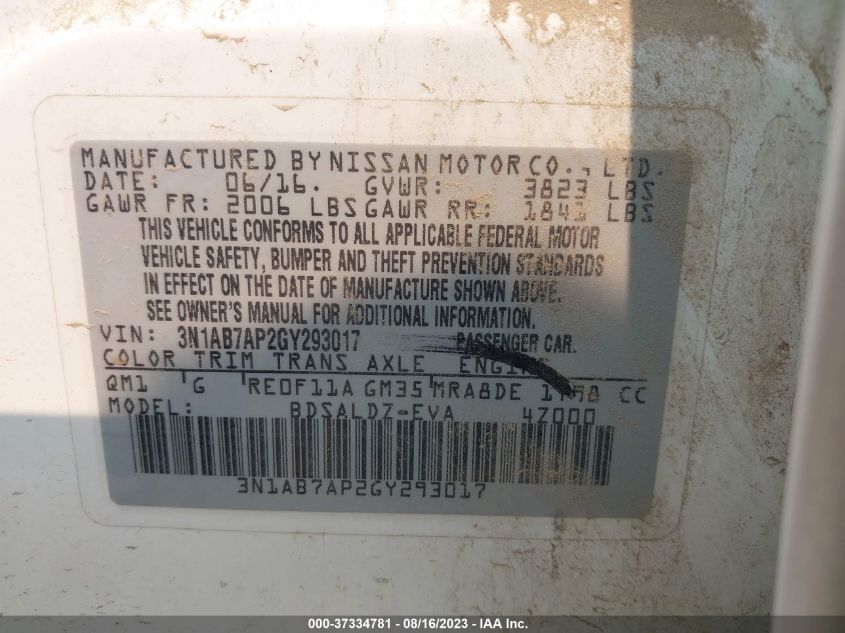 MANUFACTURED BY NISSAN MOTOR CO., LTD.
DATE: 06/16. GVWR: 3823 LBS
GAWR FR: 2006 LBS GAWR RR: LBS
THIS VEHICLE CONFORMS TO ALL APPLICABLE FEDERAL MOTOR
VEHICLE SAFETY, BUMPER AND THEFT PREVENTION STANDARDS
IN EFFECT ON THE DATE OF MANUFACTURE SHOWN ABOVE.
SEE OWNER'S MANUAL FOR ADDITIONAL INFORMATION.
VIN: 3N1AB7AP2GY293017 PASSENGER CAR.
COLOR TRIM TRANS AXLE ENGINE
QM1 G RE0F11A GM35 MRA8DE CC
MODEL: BDSALDZ-EVA 4Z000
3N1AB7AP2GY293017
000-37334781 - 08/16/2023 - IAA Inc.